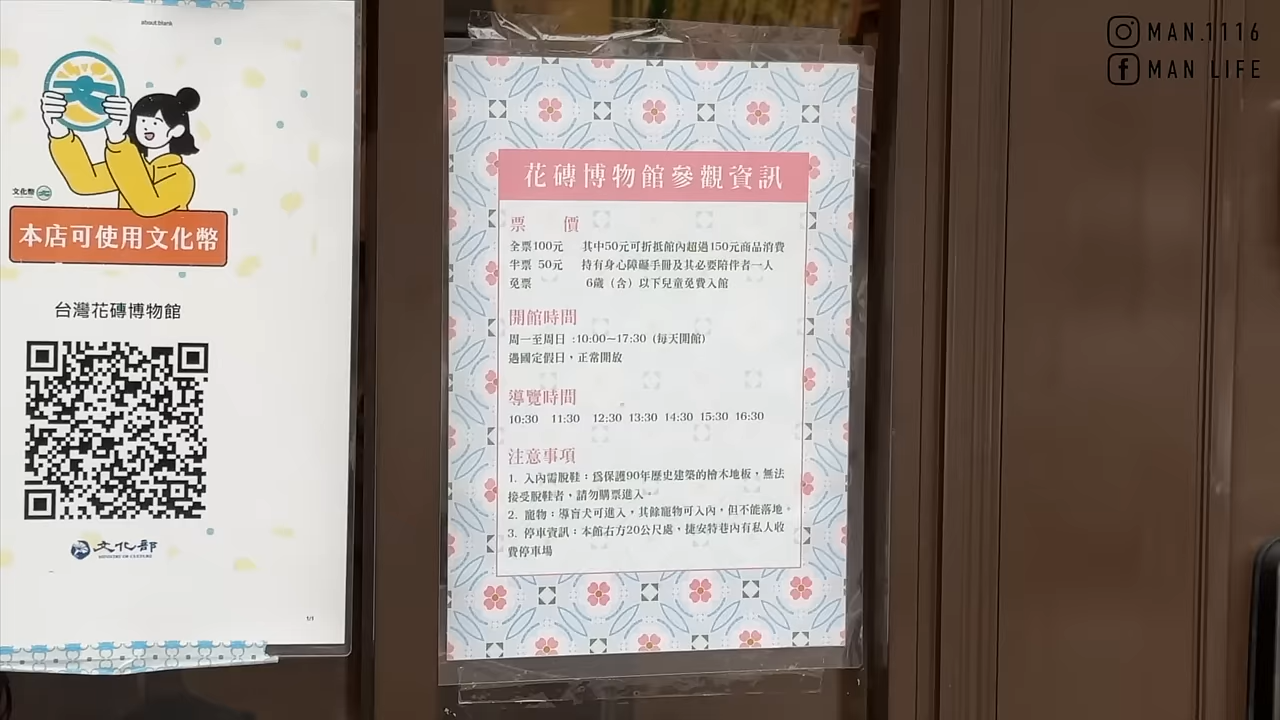 about:blank
文化幣
本店可使用文化幣
台灣花磚博物館
文化部
MINISTRY OF CULTURE
1/1
花磚博物館參觀資訊
票 價
全票100元 其中50元可折抵館內超過150元商品消費
半票 50元 持有身心障礙手冊及其必要陪伴者一人
免票 6歲(含)以下兒童免費入館
開館時間
周一至周日 :10:00~17:30 (每天開館)
遇國定假日,正常開放
導覽時間
10:30 11:30 12:30 13:30 14:30 15:30 16:30
注意事項
1. 入內需脫鞋:為保護90年歷史建築的檜木地板,無法
接受脫鞋者,請勿購票進入。
2. 寵物:導盲犬可進入,其餘寵物可入內,但不能落地。
3. 停車資訊:本館右方20公尺處,捷安特巷內有私人收
費停車場
MAN.1116
MAN LIFE